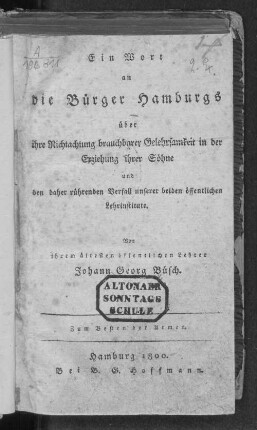 Ein Wort
an
die Bürger Hamburgs
über
ihre Nichtachtung brauchbarer Gelehrsamkeit in der
Erziehung ihrer Söhne
und
den daher rührenden Verfall unserer beiden öffentlichen
Lehrinstitute.
Von
ihrem ältesten öffentlichen Lehrer
Johann Georg Büsch.
ALTONAER
SONNTAGS
SCHULE
Zum Besten der Armen.
Hamburg 1800.
Bei B. G. Hoffmann.